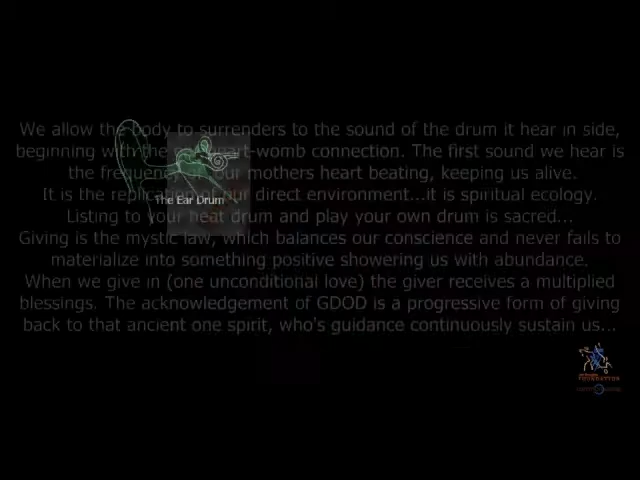 We allow the body to surrenders to the sound of the drum it hear in side,
beginning with the heart-womb connection. The first sound we hear is
the frequency our mothers heart beating, keeping us alive.
It is the replication of our direct environment...it is spiritual ecology.
Listing to your heat drum and play your own drum is sacred...
Giving is the mystic law, which balances our conscience and never fails to
materialize into something positive showering us with abundance.
When we give in (one unconditional love) the giver receives a multiplied
blessings. The acknowledgement of GDOD is a progressive form of giving
back to that ancient one spirit, who's guidance continuously sustain us...
The Ear Drum
FOUNDATION